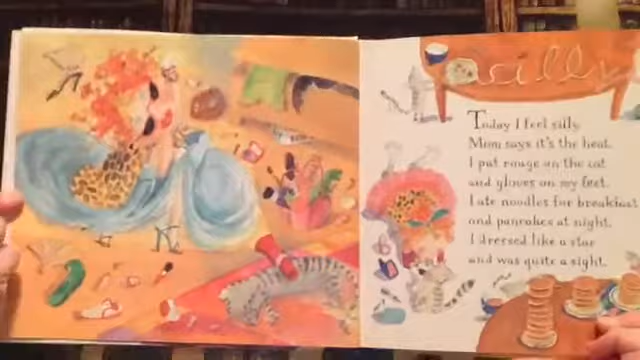 silly
Today I feel silly.
Mom says it's the heat.
I put rouge on the cat
and gloves on my feet.
I ate noodles for breakfast
and pancakes at night.
I dressed like a star
and was quite a sight.